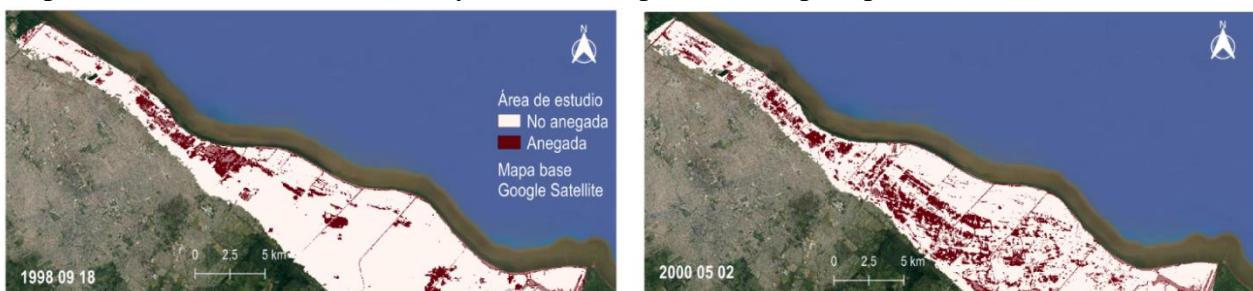 N
Área de estudio
No anegada
Anegada
Mapa base
Google Satellite
0 2.5 5 km
1998 09 18
N
0 2,5 5 km
2000 05 02